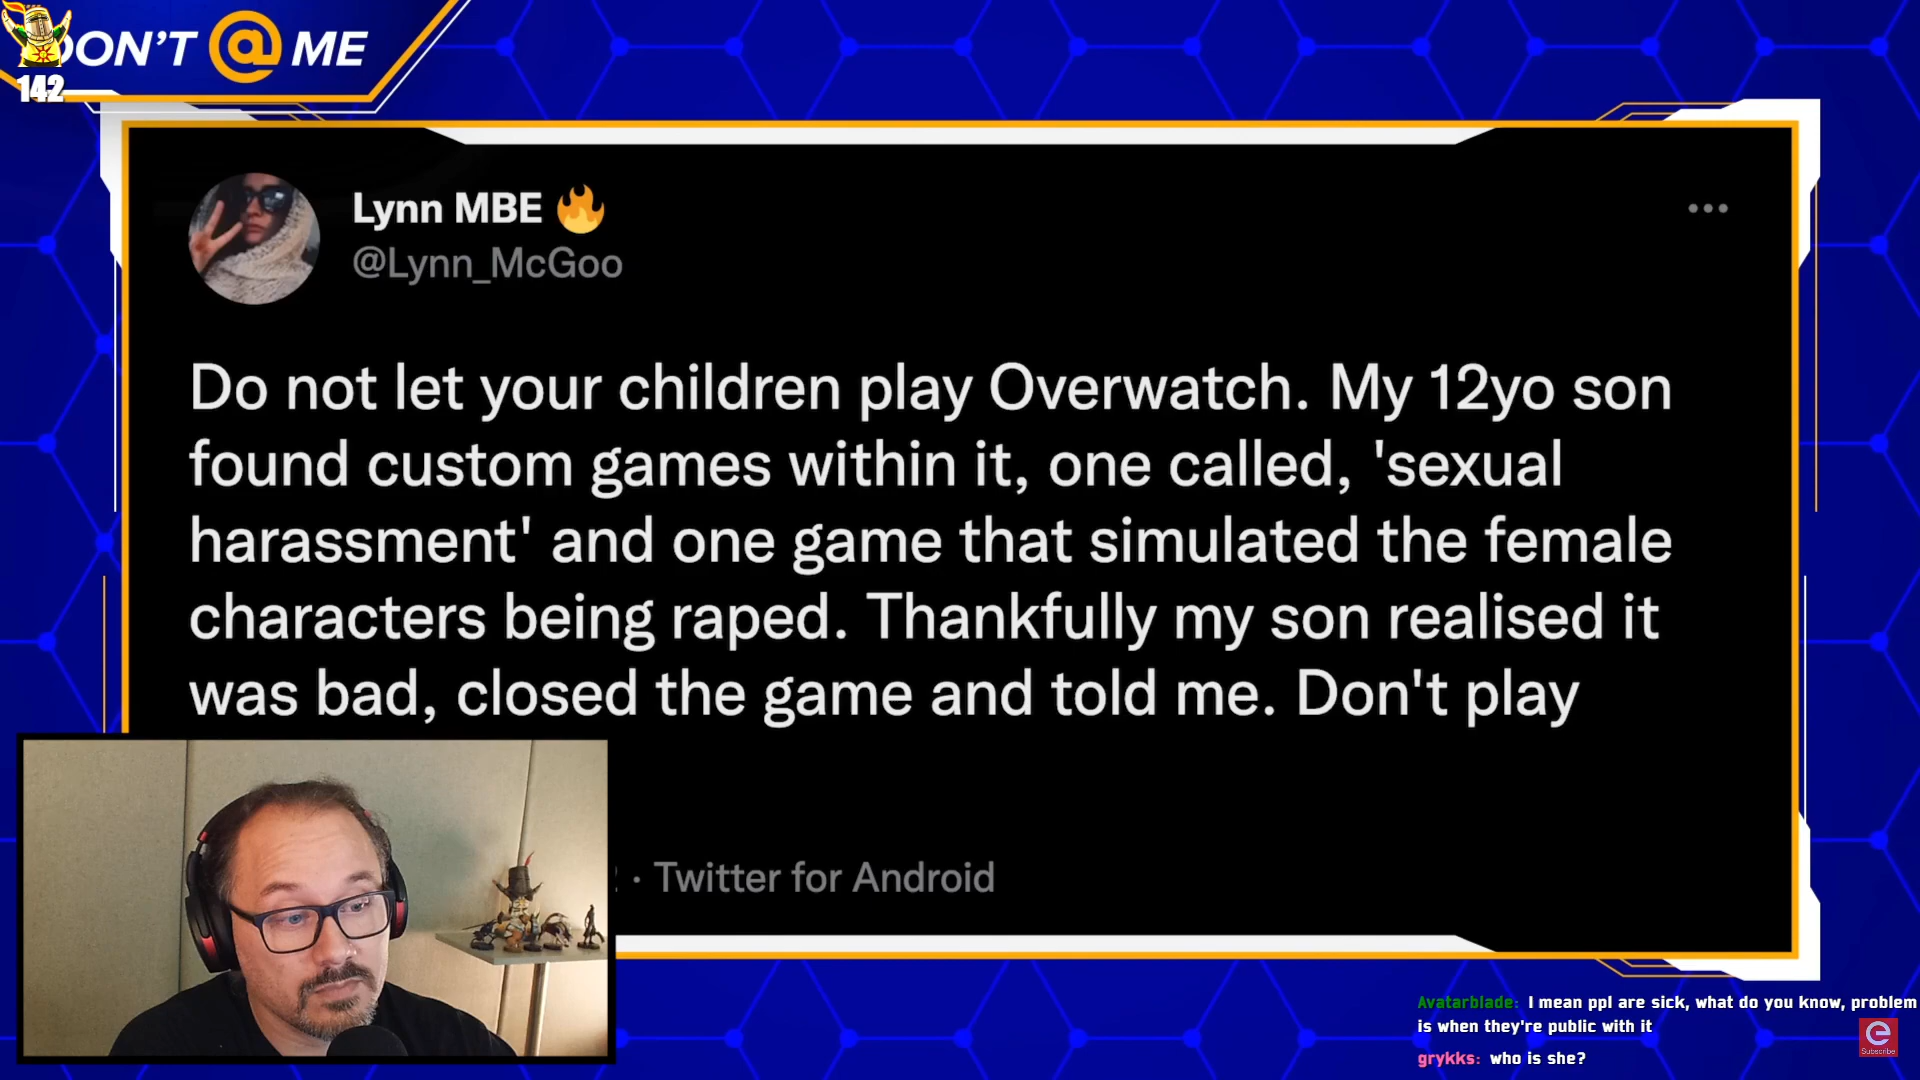 DON'T @ ME
142
Lynn MBE 🔥
@Lynn_McGoo
Do not let your children play Overwatch. My 12yo son
found custom games within it, one called, 'sexual
harassment' and one game that simulated the female
characters being raped. Thankfully my son realised it
was bad, closed the game and told me. Don't play
· Twitter for Android
Avatarblade: I mean ppl are sick, what do you know, problem
is when they're public with it
grykks: who is she?
e
Subscribe